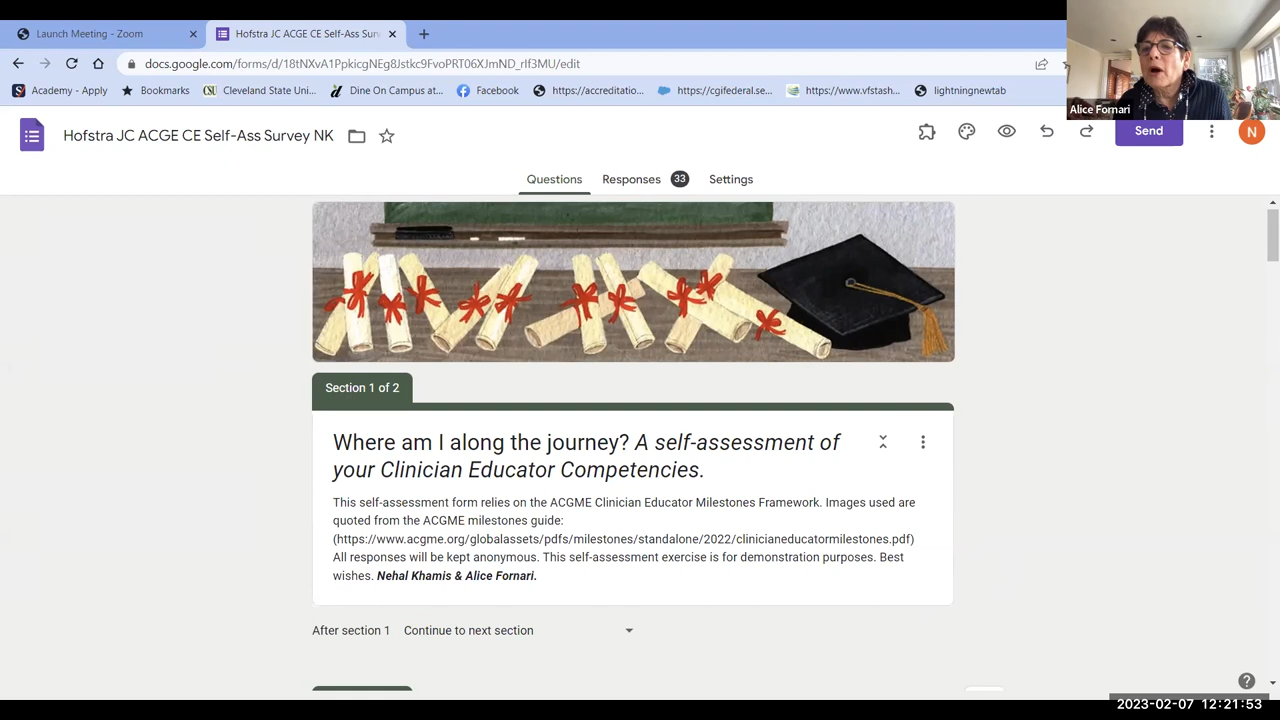 Launch Meeting - Zoom
Hofstra JC ACGE CE Self-Ass Sur
docs.google.com/forms/d/18tNXvA1PpkicgNEg8Jstkc9FvoPhT06XJmND_rIf3MU/edit
Academy - Apply
Bookmarks
Cleveland State Uni...
Dine On Campus at...
Facebook
https://accreditatio...
https://cgifederal.se...
https://www.vfstash...
lightningnewtab
Alice Fornari
Hofstra JC ACGE CE Self-Ass Survey NK
Send
N
Questions
Responses 33
Settings
Section 1 of 2
Where am I along the journey? A self-assessment of
your Clinician Educator Competencies.
This self-assessment form relies on the ACGME Clinician Educator Milestones Framework. Images used are
quoted from the ACGME milestones guide:
(https://www.acgme.org/globalassets/pdfs/milestones/standalone/2022/clinicianeducatormilestones.pdf)
All responses will be kept anonymous. This self-assessment exercise is for demonstration purposes. Best
wishes. Nehal Khamis & Alice Fornari.
After section 1 Continue to next section
2023-02-07 12:21:53